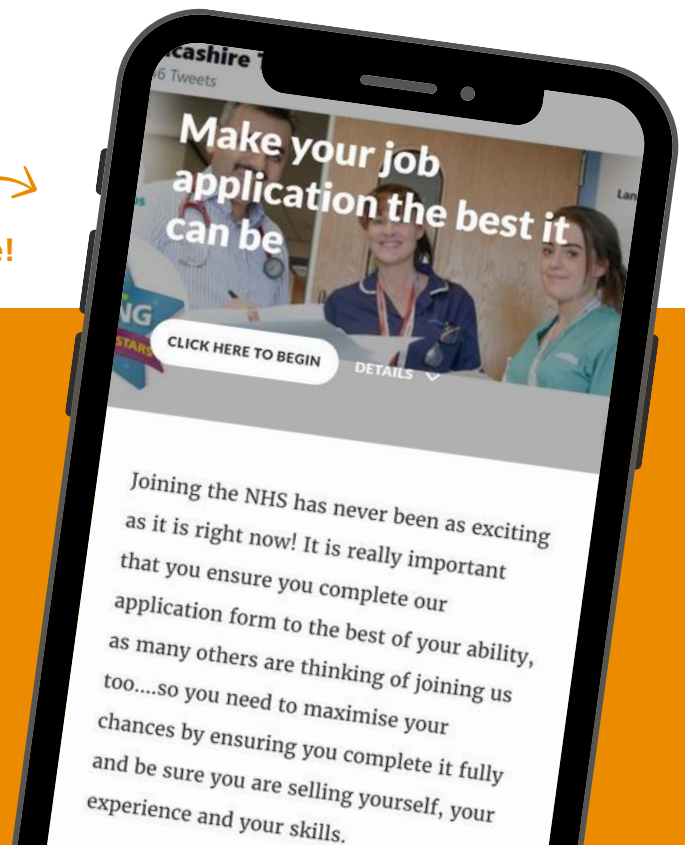 cashire
46 Tweets
Make your job
application the best it
can be
Lan
e!
NG
STARS
CLICK HERE TO BEGIN
DETAILS
Joining the NHS has never been as exciting
as it is right now! It is really important
that you ensure you complete our
application form to the best of your ability,
as many others are thinking of joining us
too....so you need to maximise your
chances by ensuring you complete it fully
and be sure you are selling yourself, your
experience and your skills.